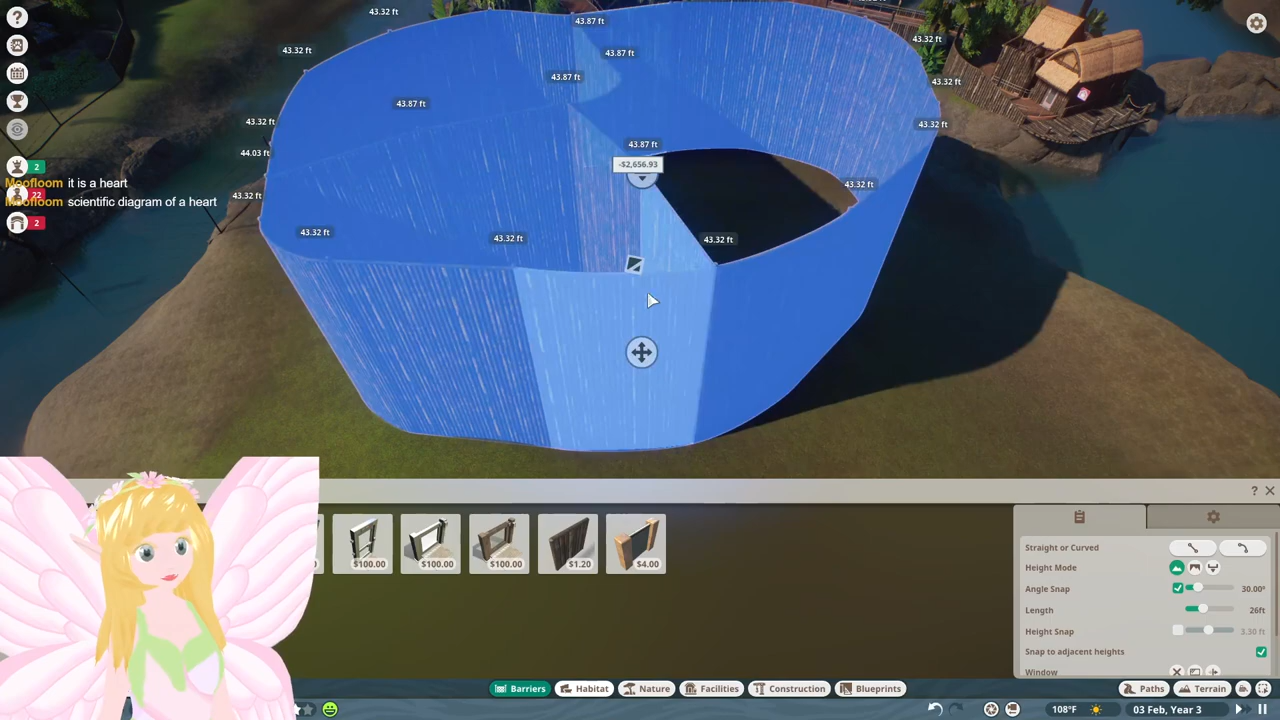 43.32 ft
43.87 ft
43.32 ft
43.32 ft
43.87 ft
43.87 ft
43.32 ft
43.87 ft
43.32 ft
43.32 ft
43.87 ft
44.03 ft
-$2,656.93
2
Moofloom it is a heart
43.32 ft
22
43.32 ft
Moofloom scientific diagram of a heart
2
43.32 ft
43.32 ft
43.32 ft
? ×
$100.00
$100.00
$100.00
$1.20
$4.00
Straight or Curved
Height Mode
Angle Snap 30.00°
Length 26ft
Height Snap 3.30 ft
Snap to adjacent heights
Window
Barriers Habitat Nature Facilities Construction Blueprints Paths Terrain
108°F 03 Feb, Year 3